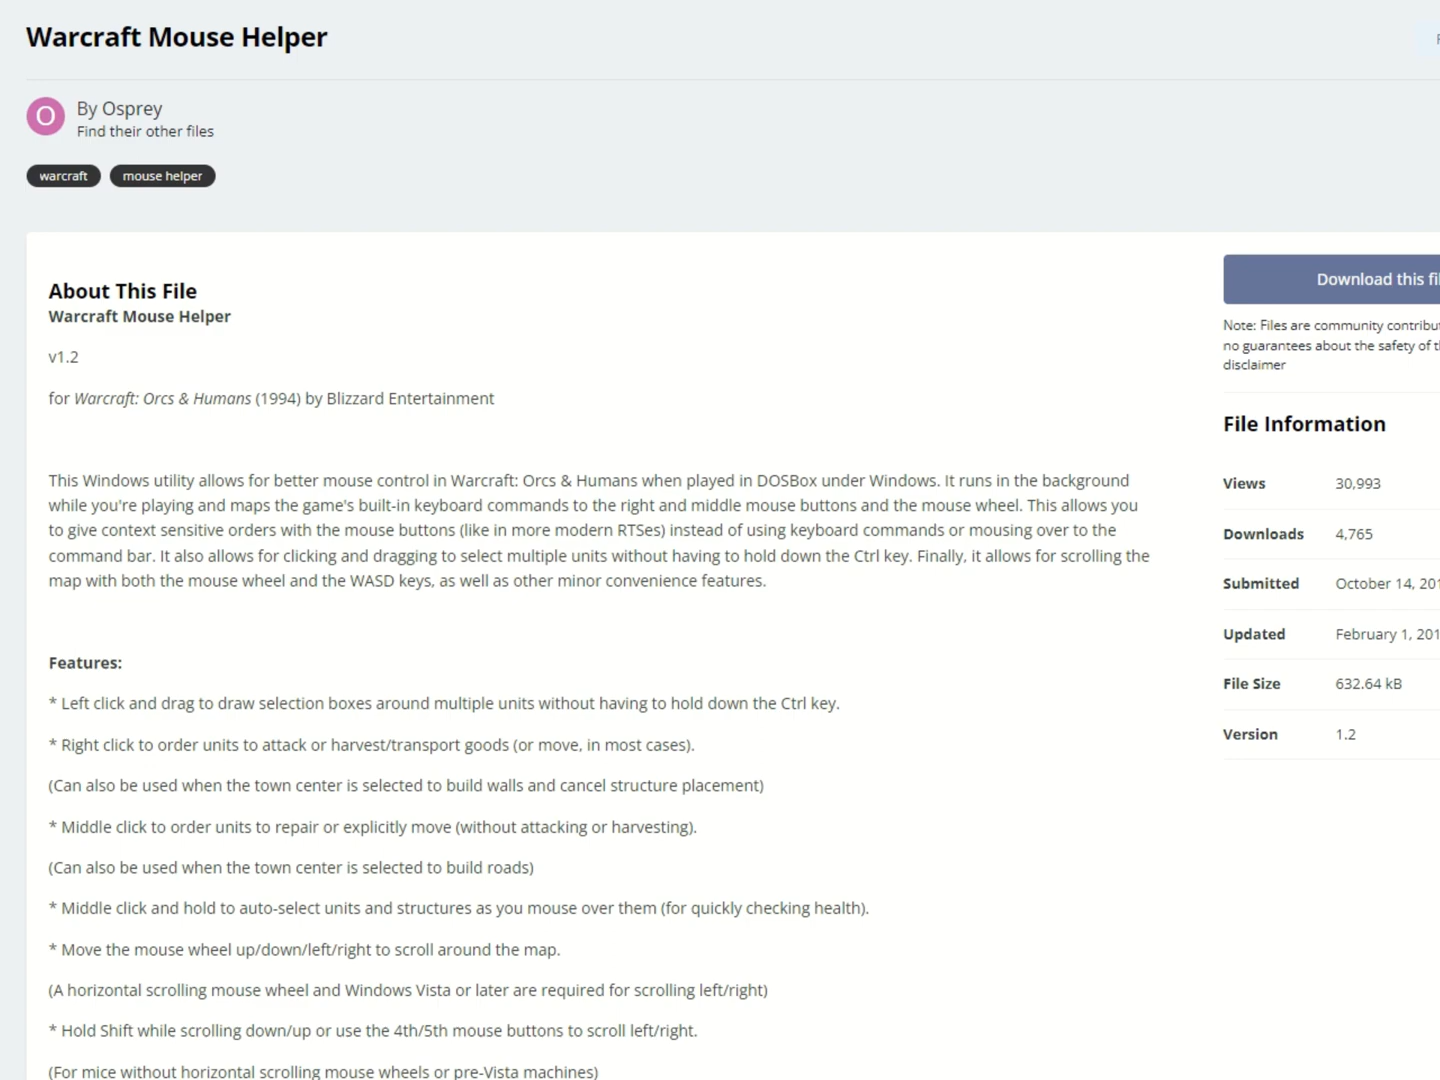 Warcraft Mouse Helper
O
By Osprey
Find their other files
warcraft
mouse helper
About This File
Warcraft Mouse Helper
v1.2
for Warcraft: Orcs & Humans (1994) by Blizzard Entertainment
This Windows utility allows for better mouse control in Warcraft: Orcs & Humans when played in DOSBox under Windows. It runs in the background
while you're playing and maps the game's built-in keyboard commands to the right and middle mouse buttons and the mouse wheel. This allows you
to give context sensitive orders with the mouse buttons (like in more modern RTSes) instead of using keyboard commands or mousing over to the
command bar. It also allows for clicking and dragging to select multiple units without having to hold down the Ctrl key. Finally, it allows for scrolling the
map with both the mouse wheel and the WASD keys, as well as other minor convenience features.
Features:
* Left click and drag to draw selection boxes around multiple units without having to hold down the Ctrl key.
* Right click to order units to attack or harvest/transport goods (or move, in most cases).
(Can also be used when the town center is selected to build walls and cancel structure placement)
* Middle click to order units to repair or explicitly move (without attacking or harvesting).
(Can also be used when the town center is selected to build roads)
* Middle click and hold to auto-select units and structures as you mouse over them (for quickly checking health).
* Move the mouse wheel up/down/left/right to scroll around the map.
(A horizontal scrolling mouse wheel and Windows Vista or later are required for scrolling left/right)
* Hold Shift while scrolling down/up or use the 4th/5th mouse buttons to scroll left/right.
(For mice without horizontal scrolling mouse wheels or pre-Vista machines)
Download this
Note: Files are community
no guarantees about the safety of
disclaimer
File Information
Views 30,993
Downloads 4,765
Submitted October 14,
Updated February 1,
File Size 632.64 kB
Version 1.2